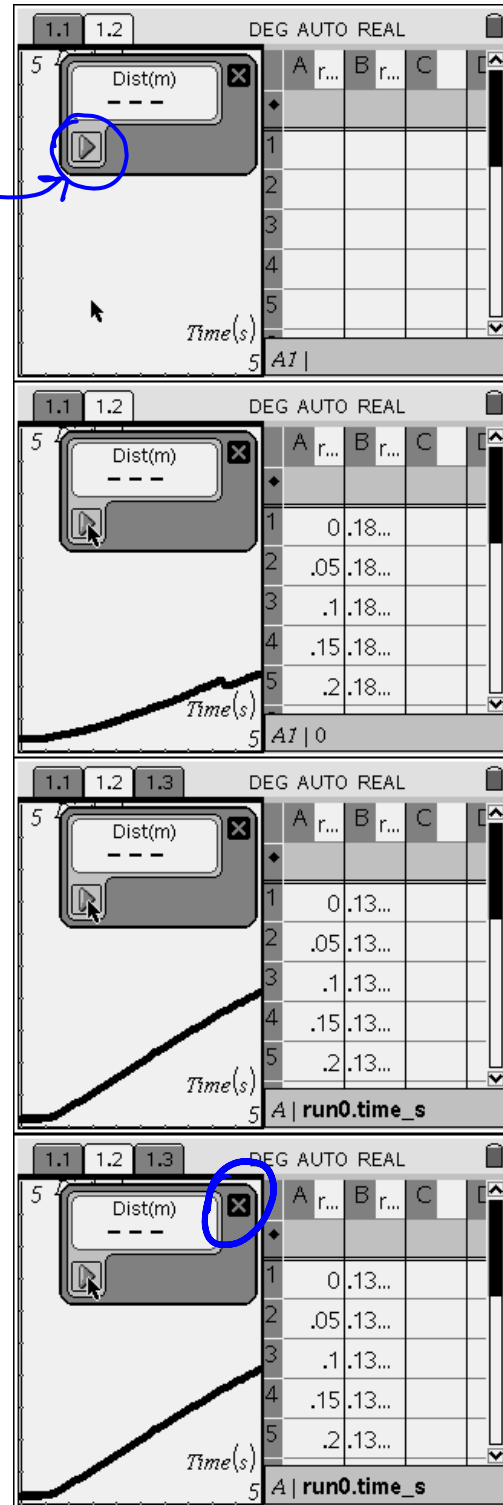 1.1 1.2 DEG AUTO REAL
5 Dist(m) A r... B r... C D
---
1
2
3
4
5
Time(s)
5 A1 |
1.1 1.2 DEG AUTO REAL
5 Dist(m) A r... B r... C D
---
1 0 .18...
2 .05 .18...
3 .1 .18...
4 .15 .18...
5 .2 .18...
Time(s)
5 A1 | 0
1.1 1.2 1.3 DEG AUTO REAL
5 Dist(m) A r... B r... C D
---
1 0 .13...
2 .05 .13...
3 .1 .13...
4 .15 .13...
5 .2 .13...
Time(s)
5 A | run0.time_s
1.1 1.2 1.3 DEG AUTO REAL
5 Dist(m) A r... B r... C D
---
1 0 .13...
2 .05 .13...
3 .1 .13...
4 .15 .13...
5 .2 .13...
Time(s)
5 A | run0.time_s